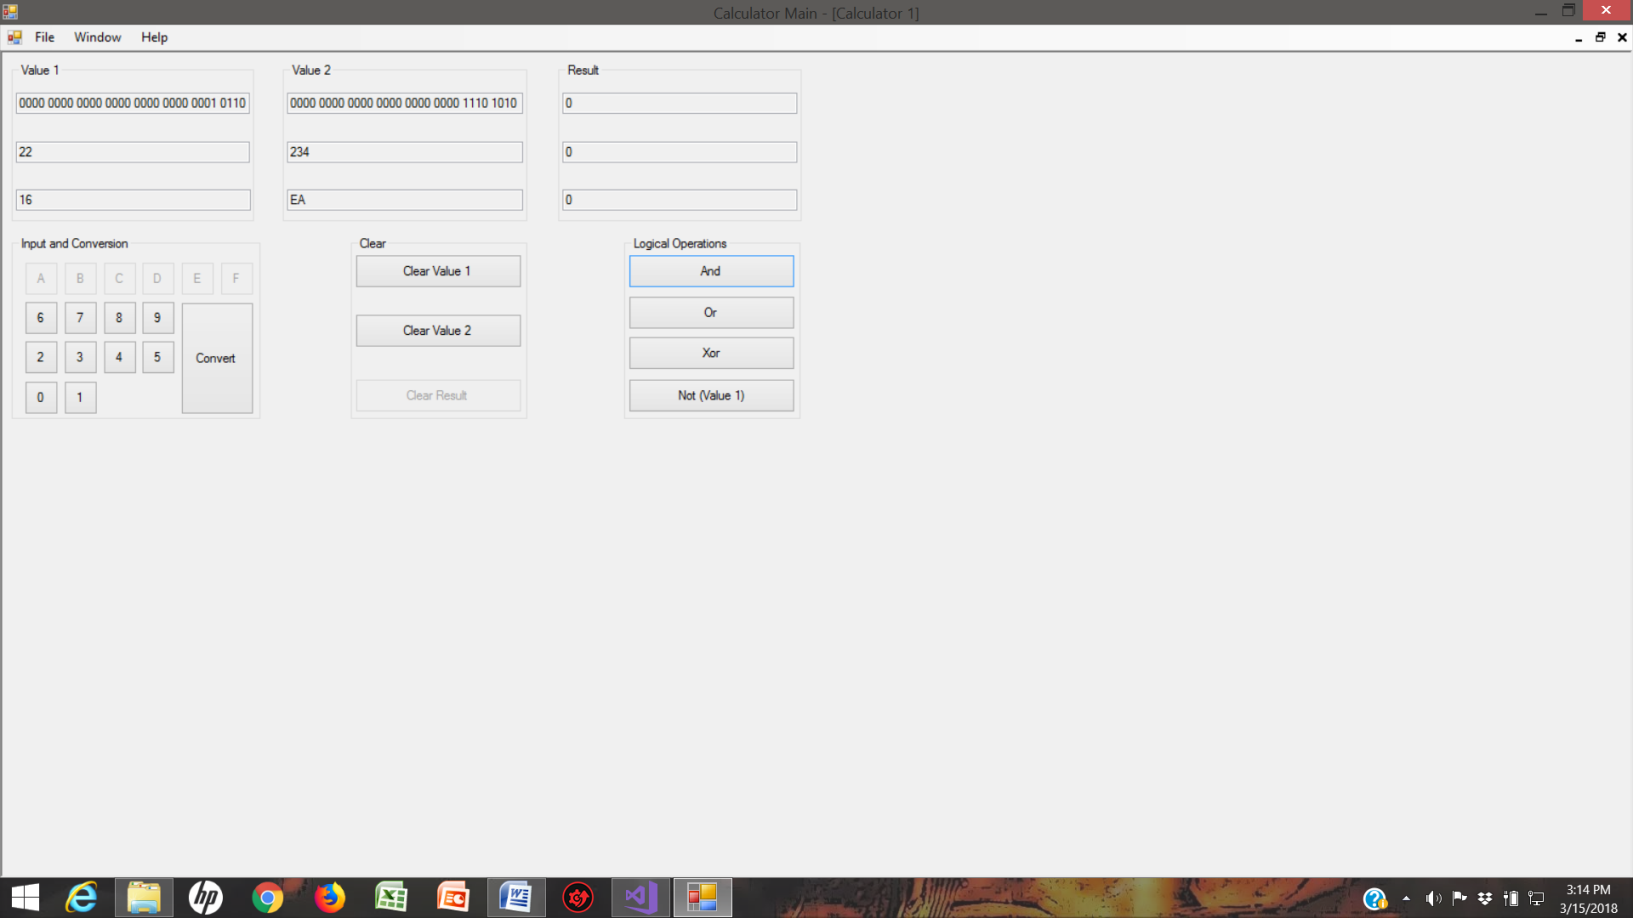 Calculator Main - [Calculator 1]
File Window Help
Value 1 Value 2 Result
0000 0000 0000 0000 0000 0000 0001 0110 0000 0000 0000 0000 0000 0000 1110 1010 0
22 234 0
16 EA 0
Input and Conversion Clear Logical Operations
A B C D E F Clear Value 1 And
6 7 8 9 Or
Clear Value 2
2 3 4 5 Convert Xor
0 1 Clear Result Not (Value 1)
3:14 PM
3/15/2018